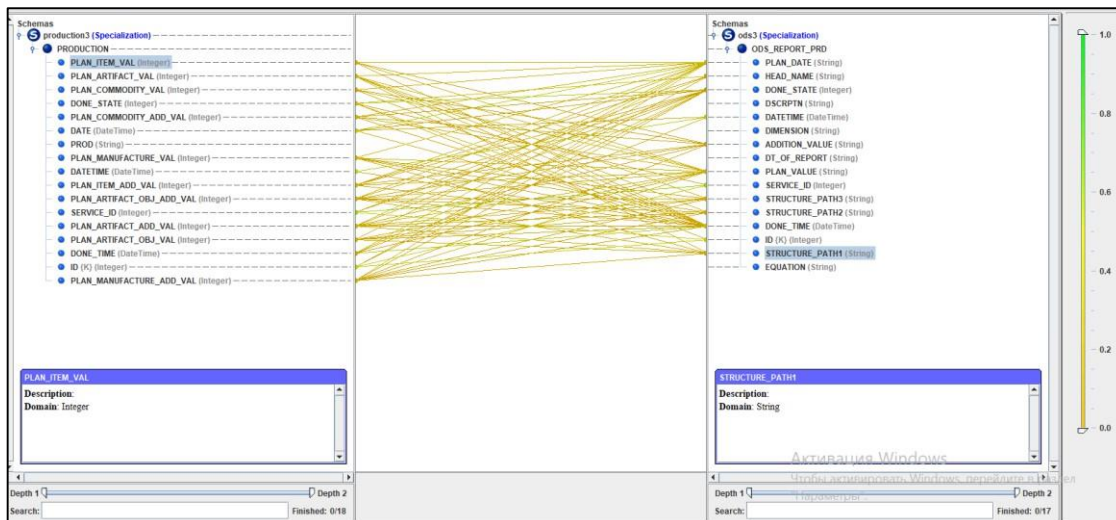 Schemas
production3 (Specialization)
PRODUCTION
PLAN_ITEM_VAL (Integer)
PLAN_ARTIFACT_VAL (Integer)
PLAN_COMMODITY_VAL (Integer)
DONE_STATE (Integer)
PLAN_COMMODITY_ADD_VAL (Integer)
DATE (DateTime)
PROD (String)
PLAN_MANUFACTURE_VAL (Integer)
DATETIME (DateTime)
PLAN_ITEM_ADD_VAL (Integer)
PLAN_ARTIFACT_OBJ_ADD_VAL (Integer)
SERVICE_ID (Integer)
PLAN_ARTIFACT_ADD_VAL (Integer)
PLAN_ARTIFACT_OBJ_VAL (Integer)
DONE_TIME (DateTime)
ID (K) (Integer)
PLAN_MANUFACTURE_ADD_VAL (Integer)
PLAN_ITEM_VAL
Description:
Domain: Integer
Depth 1
Depth 2
Search:
Finished: 0/18
Schemas
ods3 (Specialization)
ODS_REPORT_PRD
PLAN_DATE (String)
HEAD_NAME (String)
DONE_STATE (Integer)
DSCRPTN (String)
DATETIME (DateTime)
DIMENSION (String)
ADDITION_VALUE (String)
DT_OF_REPORT (String)
PLAN_VALUE (String)
SERVICE_ID (Integer)
STRUCTURE_PATH3 (String)
STRUCTURE_PATH2 (String)
DONE_TIME (DateTime)
ID (K) (Integer)
STRUCTURE_PATH1 (String)
EQUATION (String)
STRUCTURE_PATH1
Description:
Domain: String
Активация Windows
Чтобы активировать Windows, перейдите в раздел
"Параметры".
Depth 1
Depth 2
Search:
Finished: 0/17
1.0
0.8
0.6
0.4
0.2
0.0